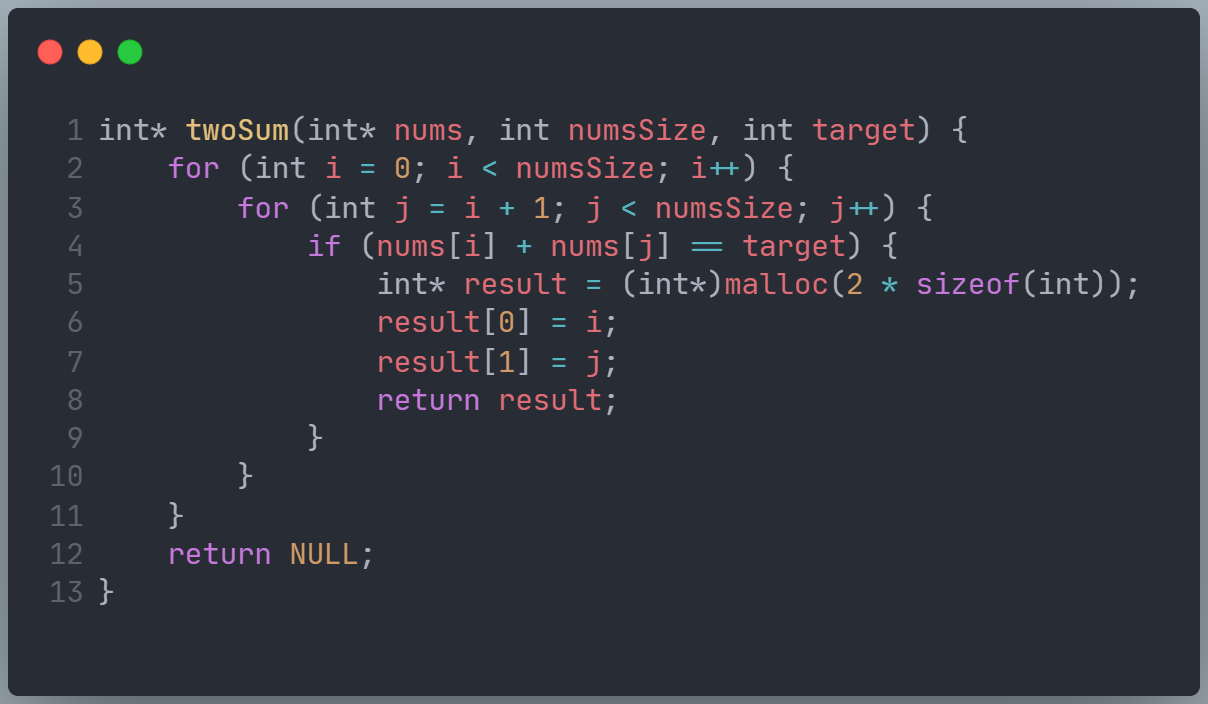 1 int* twoSum(int* nums, int numsSize, int target) {
2     for (int i = 0; i < numsSize; i++) {
3         for (int j = i + 1; j < numsSize; j++) {
4             if (nums[i] + nums[j] == target) {
5                 int* result = (int*)malloc(2 * sizeof(int));
6                 result[0] = i;
7                 result[1] = j;
8                 return result;
9             }
10         }
11     }
12     return NULL;
13 }